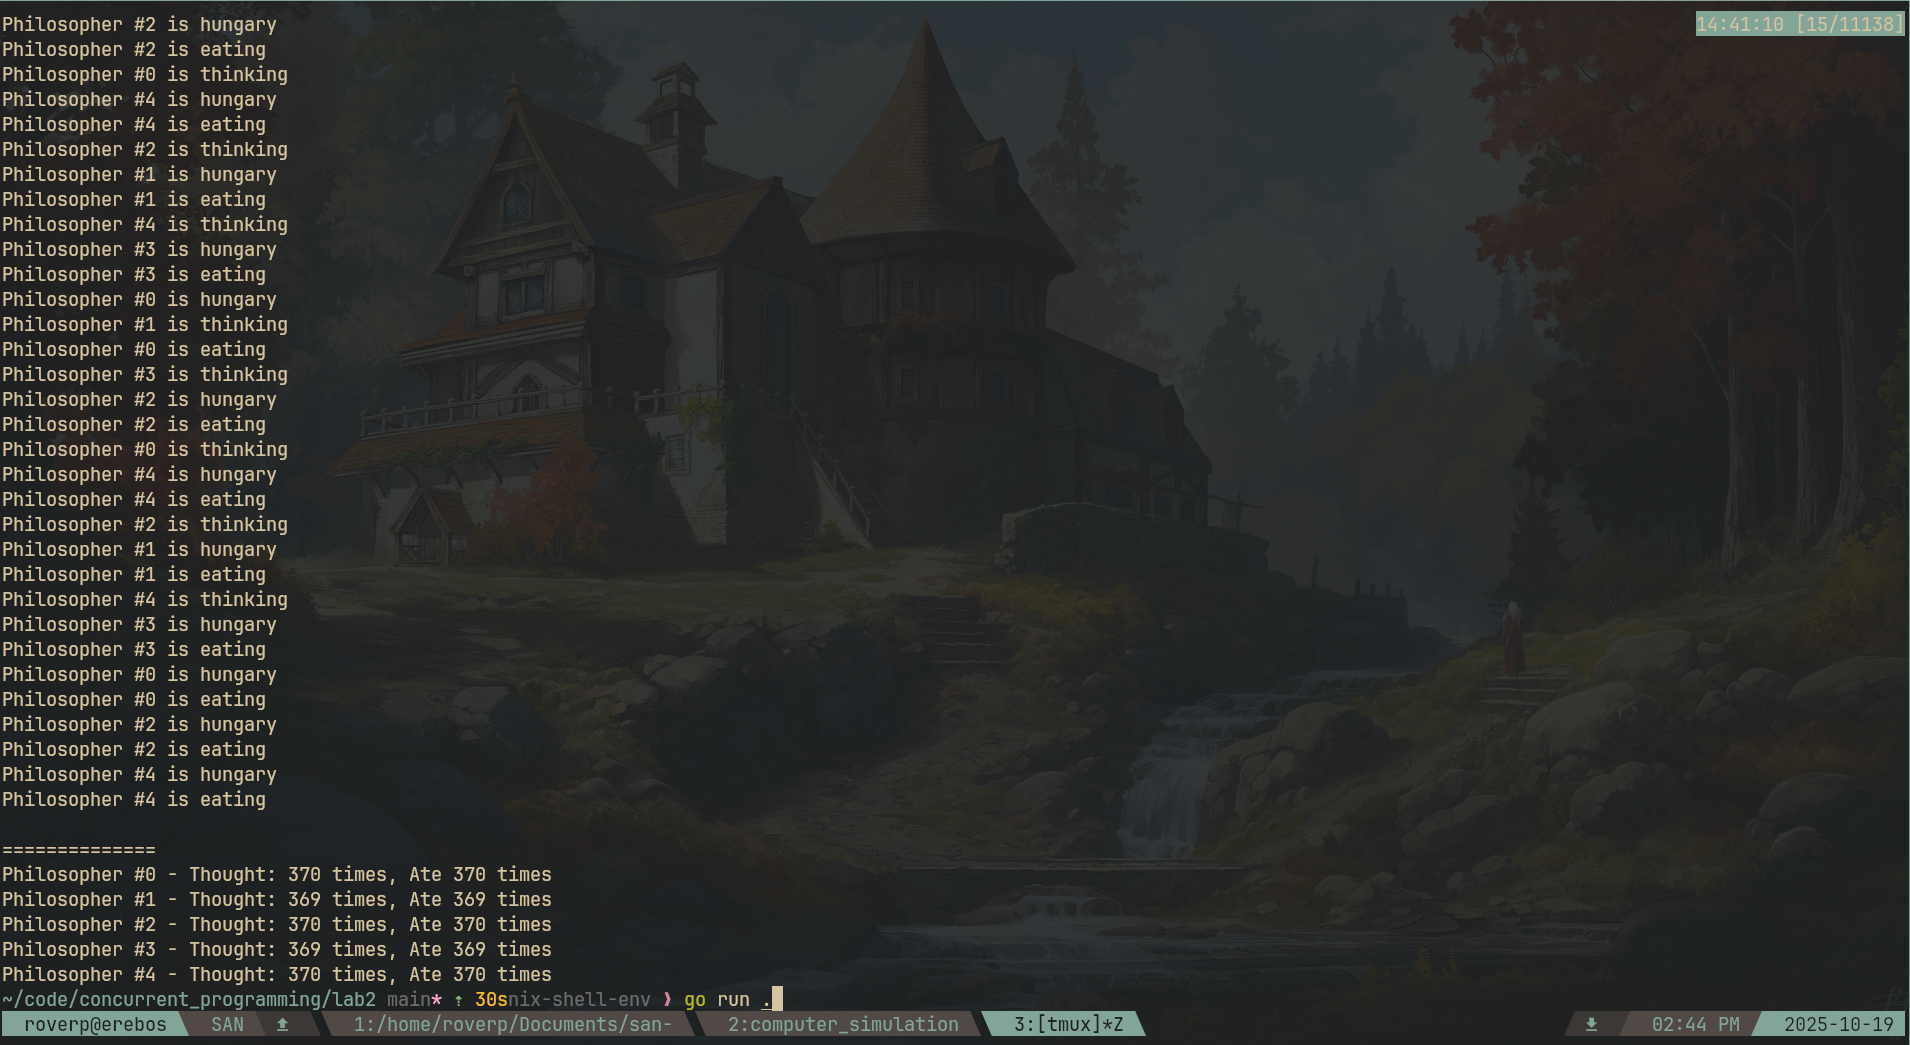 Philosopher #2 is hungary
14:41:10 [15/11138]
Philosopher #2 is eating
Philosopher #0 is thinking
Philosopher #4 is hungary
Philosopher #4 is eating
Philosopher #2 is thinking
Philosopher #1 is hungary
Philosopher #1 is eating
Philosopher #4 is thinking
Philosopher #3 is hungary
Philosopher #3 is eating
Philosopher #0 is hungary
Philosopher #1 is thinking
Philosopher #0 is eating
Philosopher #3 is thinking
Philosopher #2 is hungary
Philosopher #2 is eating
Philosopher #0 is thinking
Philosopher #4 is hungary
Philosopher #4 is eating
Philosopher #2 is thinking
Philosopher #1 is hungary
Philosopher #1 is eating
Philosopher #4 is thinking
Philosopher #3 is hungary
Philosopher #3 is eating
Philosopher #0 is hungary
Philosopher #0 is eating
Philosopher #2 is hungary
Philosopher #2 is eating
Philosopher #4 is hungary
Philosopher #4 is eating
==============
Philosopher #0 - Thought: 370 times, Ate 370 times
Philosopher #1 - Thought: 369 times, Ate 369 times
Philosopher #2 - Thought: 370 times, Ate 370 times
Philosopher #3 - Thought: 369 times, Ate 369 times
Philosopher #4 - Thought: 370 times, Ate 370 times
~/code/concurrent_programming/lab2 main* ⇡ 30snix-shell-env ❯ go run .
roverp@erebos SAN 1:/home/roverp/Documents/san- 2:computer_simulation 3:[tmux]*Z 02:44 PM 2025-10-19